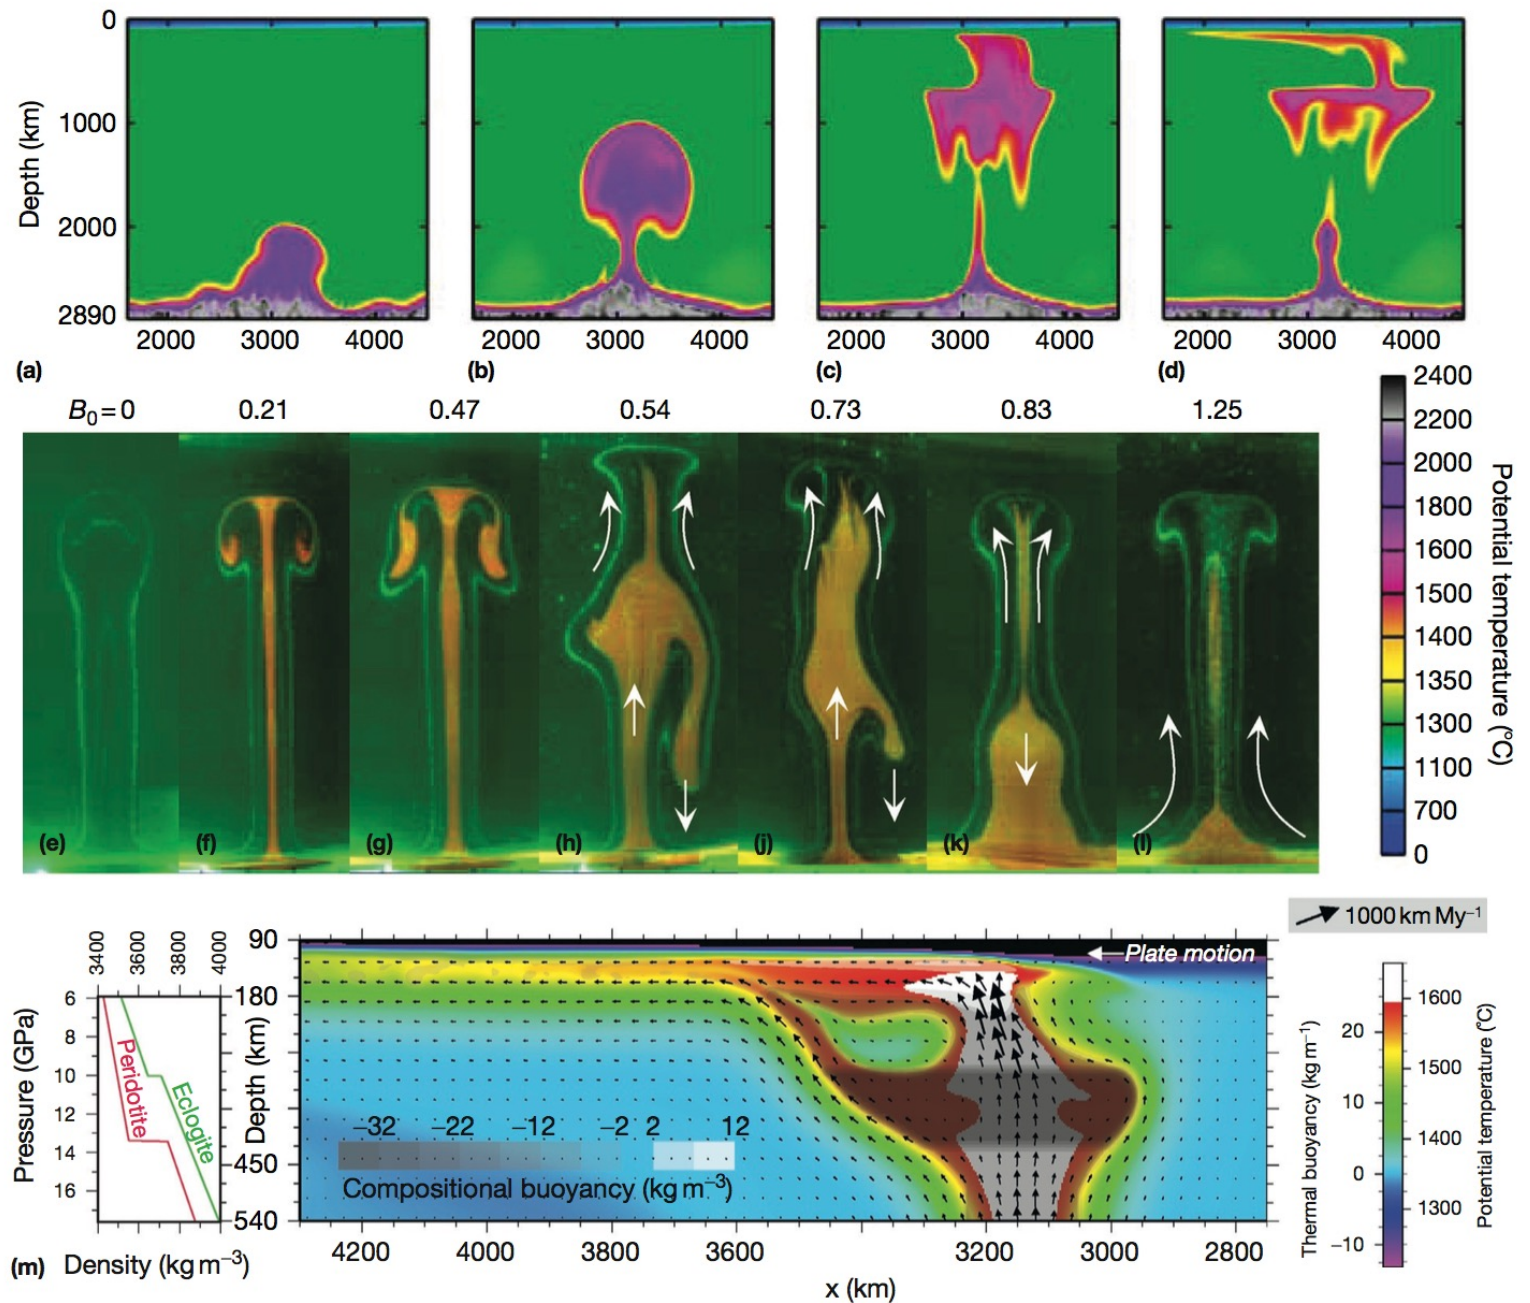 0
1000
2000
2890
Depth (km)
2000 3000 4000
2000 3000 4000
2000 3000 4000
2000 3000 4000
(a) (b) (c) (d)
B₀ = 0 0.21 0.47 0.54 0.73 0.83 1.25
(e) (f) (g) (h) (j) (k) (l)
2400
2200
2000
1800
1600
1500
1400
1350
1300
1100
700
0
Potential temperature (°C)
1000 km My⁻¹
3400 3600 3800 4000
6
8
10
12
14
16
Pressure (GPa)
Peridotite
Eclogite
(m) Density (kg m⁻³)
90
180
450
540
Depth (km)
Plate motion
−32 −22 −12 −2 2 12
Compositional buoyancy (kg m⁻³)
4200 4000 3800 3600 3200 3000 2800
x (km)
20
10
0
−10
Thermal buoyancy (kg m⁻¹)
1600
1500
1400
1300
Potential temperature (°C)